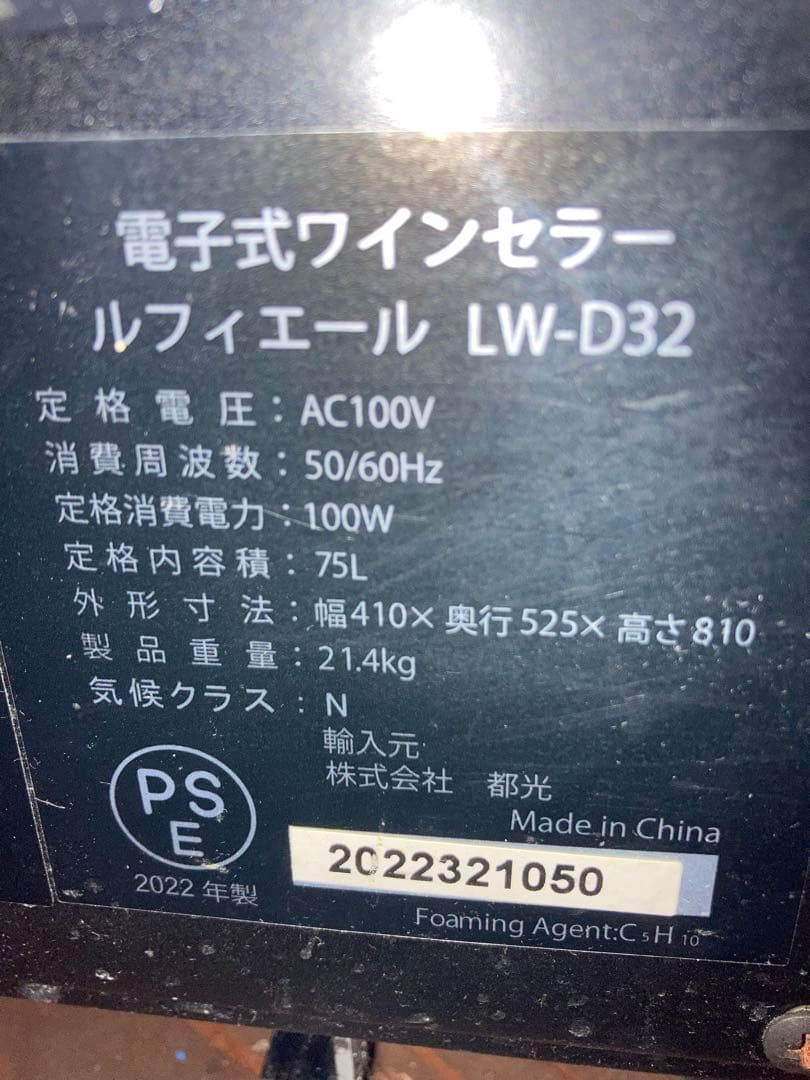 電子式ワインセラー
ルフィエール LW-D32
定格電圧：AC100V
消費周波数：50/60Hz
定格消費電力：100W
定格内容積：75L
外形寸法：幅410×奥行525×高さ810
製品重量：21.4kg
気候クラス：N
輸入元
株式会社 都光
Made in China
PS
E
2022年製
2022321050
Foaming Agent:C₅H₁₀